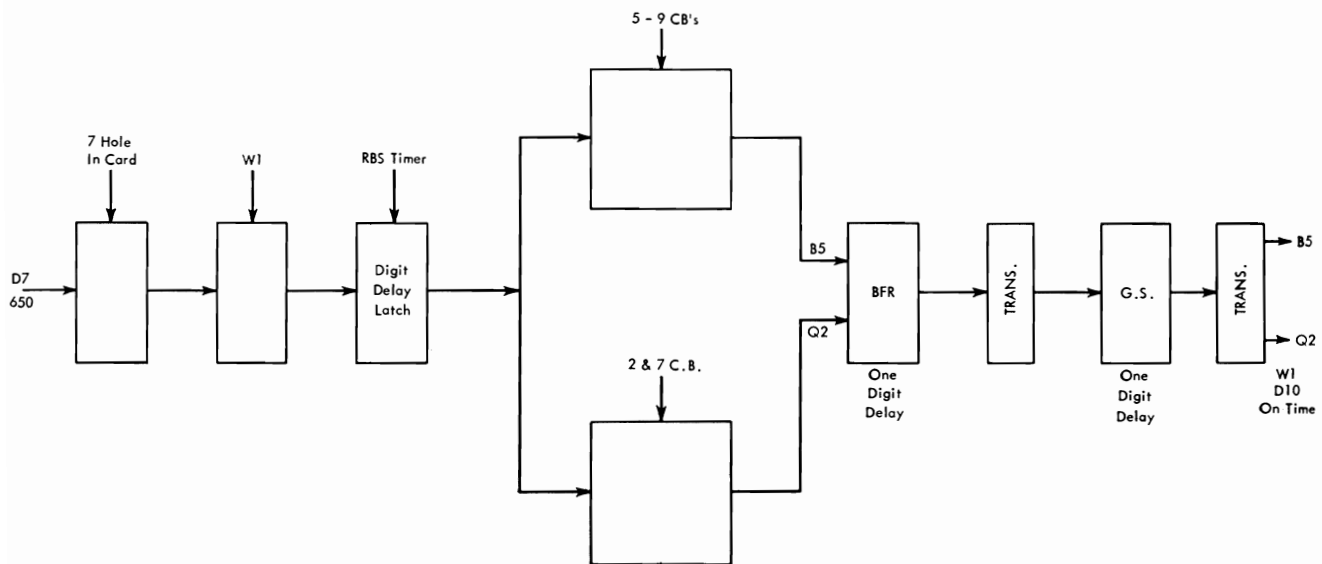 5 - 9 CB's
7 Hole
In Card
W1
RBS Timer
D7
650
Digit
Delay
Latch
B5
Q2
BFR
One
Digit
Delay
TRANS.
G.S.
One
Digit
Delay
TRANS.
B5
Q2
W1
D10
On Time
2 & 7 C.B.